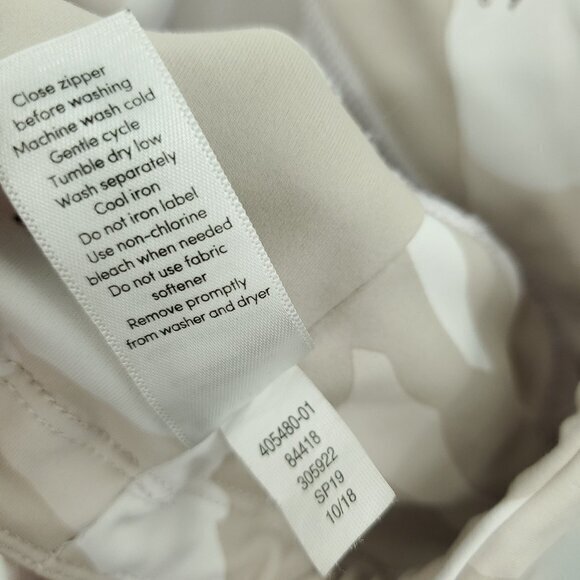 Close zipper
before washing
Machine wash cold
Gentle cycle
Tumble dry low
Wash separately
Cool iron
Do not iron label
Use non-chlorine
bleach when needed
Do not use fabric
softener
Remove promptly
from washer and dryer
405480-01
84418
305922
SP19
10/18